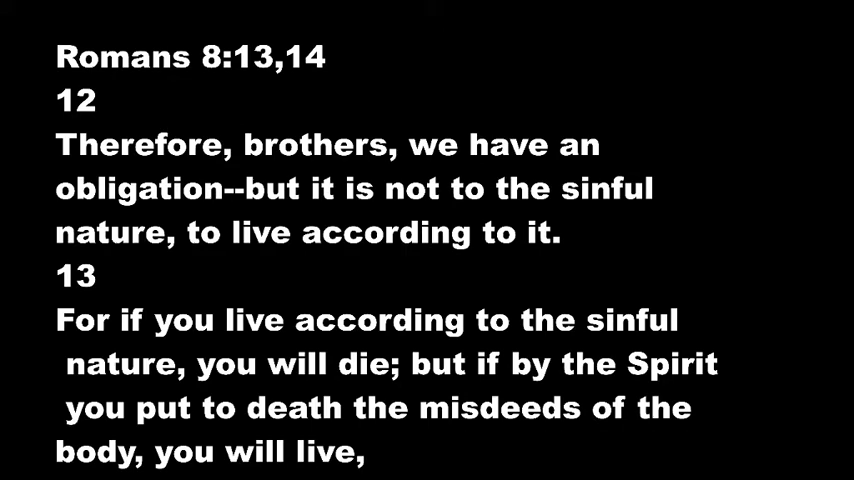 Romans 8:13,14
12
Therefore, brothers, we have an
obligation--but it is not to the sinful
nature, to live according to it.
13
For if you live according to the sinful
nature, you will die; but if by the Spirit
you put to death the misdeeds of the
body, you will live,